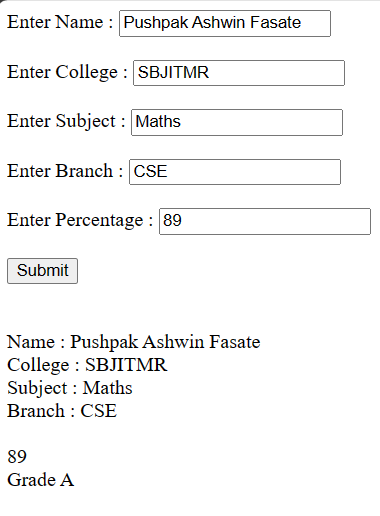 Enter Name : Pushpak Ashwin Fasate
Enter College : SBJITMR
Enter Subject : Maths
Enter Branch : CSE
Enter Percentage : 89
Submit
Name : Pushpak Ashwin Fasate
College : SBJITMR
Subject : Maths
Branch : CSE
89
Grade A